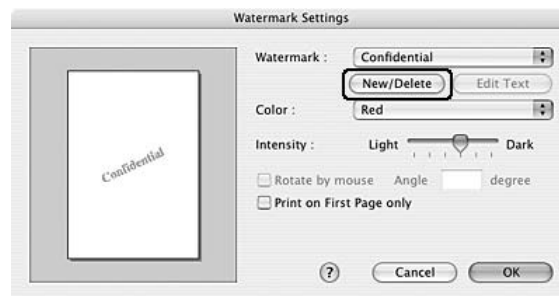 Watermark Settings
Watermark : Confidential
New/Delete Edit Text
Color : Red
Intensity : Light Dark
Confidential
Rotate by mouse Angle degree
Print on First Page only
? Cancel OK